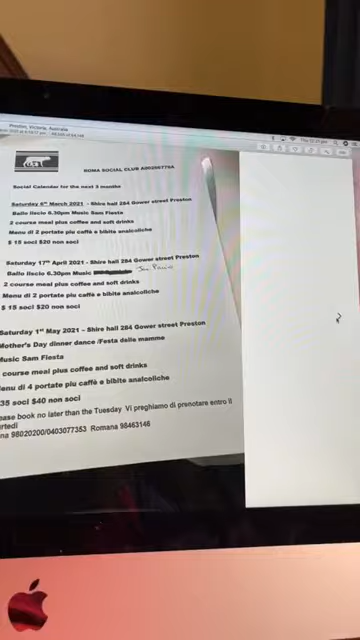 Preston, Victoria, Australia
ROMA SOCIAL CLUB
Social Calendar for the next 3 months
Saturday 6th March 2021 - Shire hall 284 Gower street Preston
Ballo liscio 6.30pm Music Sam Fiesta
2 course meal plus coffee and soft drinks
Menu di 2 portate piu caffè e bibite analcoliche
$ 15 soci $20 non soci
Saturday 17th April 2021 - Shire hall 284 Gower street Preston
Ballo liscio 6.30pm Music
2 course meal plus coffee and soft drinks
Menu di 2 portate piu caffè e bibite analcoliche
$ 15 soci $20 non soci
Saturday 1st May 2021 - Shire hall 284 Gower street Preston
Mother's Day dinner dance /Festa delle mamme
Music Sam Fiesta
course meal plus coffee and soft drinks
enu di 4 portate piu caffè e bibite analcoliche
35 soci $40 non soci
ease book no later than the Tuesday Vi preghiamo di prenotare entro il
rtedi
na 98020200/0403077353 Romana 98463146